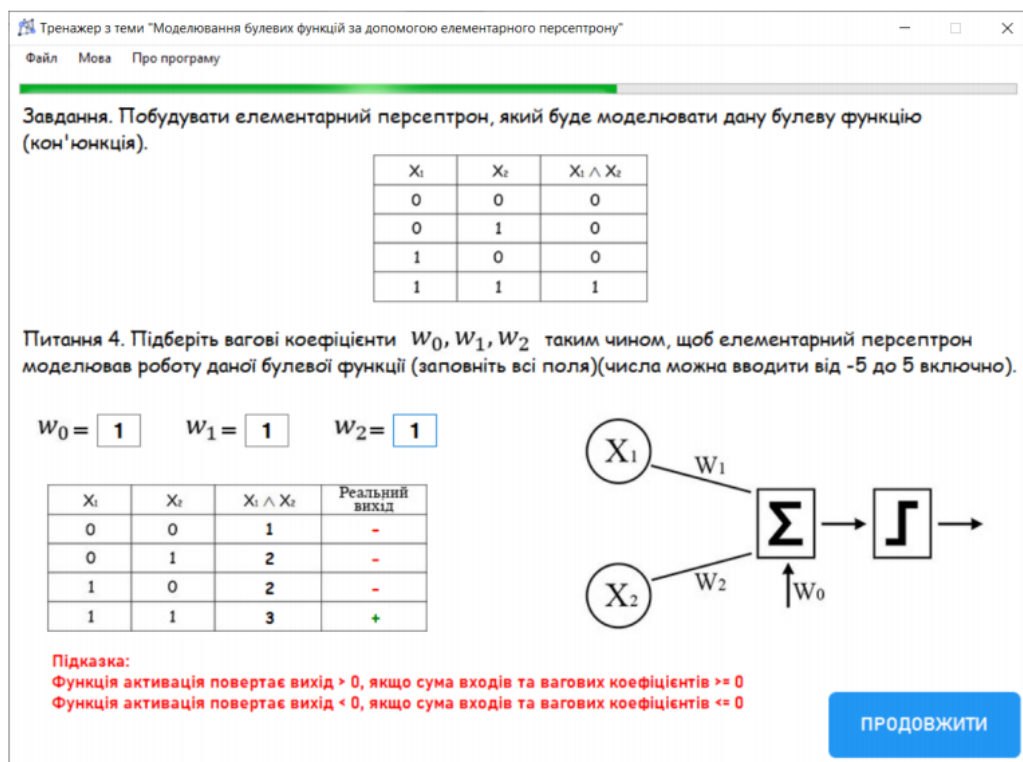 Тренажер з теми "Моделювання булевих функцій за допомогою елементарного персептрону"
Файл Мова Про програму
Завдання. Побудувати елементарний персептрон, який буде моделювати дану булеву функцію
(кон'юнкція).
X₁ X₂ X₁ ∧ X₂
0 0 0
0 1 0
1 0 0
1 1 1
Питання 4. Підберіть вагові коефіцієнти w₀, w₁, w₂ таким чином, щоб елементарний персептрон
моделював роботу даної булевої функції (заповніть всі поля)(числа можна вводити від -5 до 5 включно).
w₀ = 1 w₁ = 1 w₂ = 1
X₁ X₂ X₁ ∧ X₂ Реальний
вихід
0 0 1 -
0 1 2 -
1 0 2 -
1 1 3 +
X₁
W₁
Σ
W₂
X₂
W₀
Підказка:
Функція активація повертає вихід > 0, якщо сума входів та вагових коефіцієнтів >= 0
Функція активація повертає вихід < 0, якщо сума входів та вагових коефіцієнтів <= 0
ПРОДОВЖИТИ